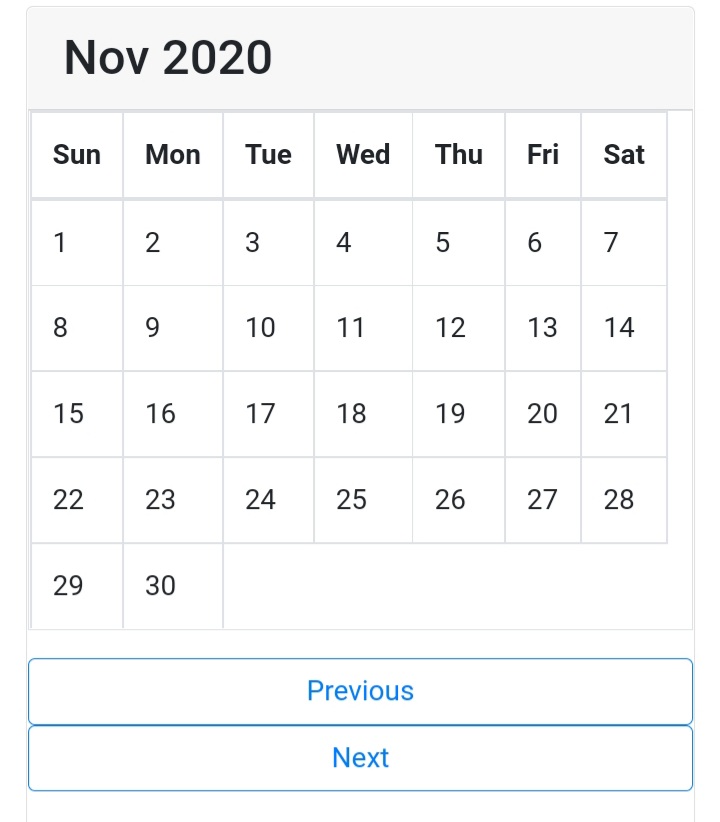 Nov 2020
Sun Mon Tue Wed Thu Fri Sat
1 2 3 4 5 6 7
8 9 10 11 12 13 14
15 16 17 18 19 20 21
22 23 24 25 26 27 28
29 30
Previous
Next